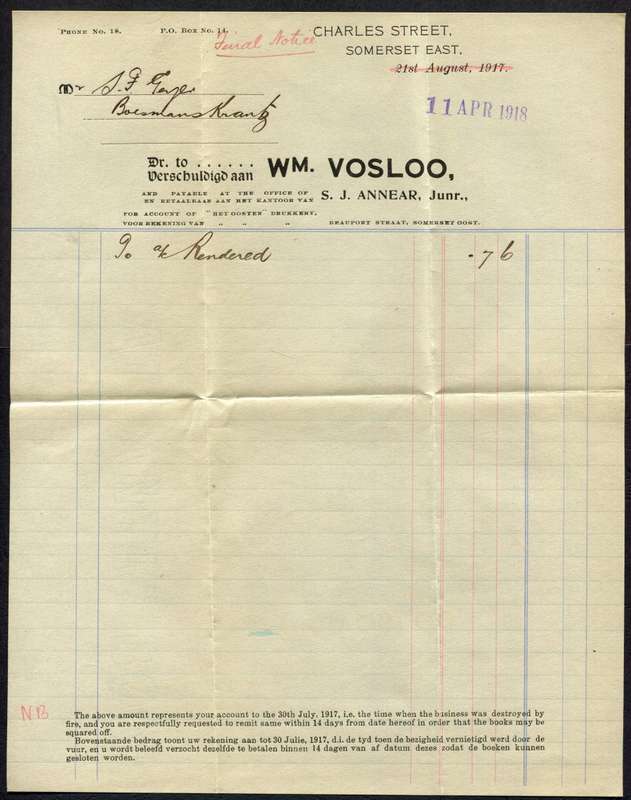 PHONE No. 18. P.O. BOX No. 14. CHARLES STREET,
Final Notice
SOMERSET EAST,
21st August, 1917.
11 APR 1918
Mr S. F.
Boesmans Krantz
Dr. to ......
Verschuldigd aan
WM. VOSLOO,
AND PAYABLE AT THE OFFICE OF
EN BETAALBAAR AAN HET KANTOOR VAN
S. J. ANNEAR, Junr.,
FOR ACCOUNT OF "HET OOSTEN" DRUKKERY,
VOOR REKENING VAN " " " BEAUFORT STRAAT, SOMERSET OOST.
To a/c Rendered . 7 6
N.B
The above amount represents your account to the 30th July, 1917, i.e. the time when the business was destroyed by
fire, and you are respectfully requested to remit same within 14 days from date hereof in order that the books may be
squared off.
Bovenstaande bedrag toont uw rekening aan tot 30 Julie, 1917, d.i. de tyd toen de bezigheid vernietigd werd door de
vuur, en u wordt beleefd verzocht dezelfde te betalen binnen 14 dagen van af datum dezes zodat de boeken kunnen
gesloten worden.